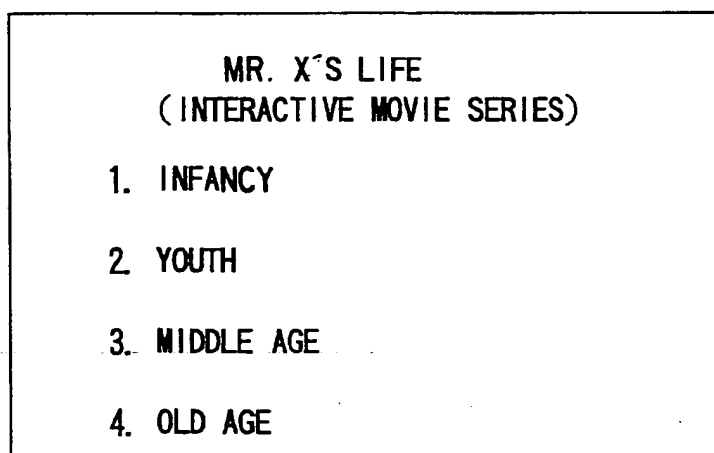 MR. X'S LIFE
(INTERACTIVE MOVIE SERIES)
1. INFANCY
2. YOUTH
3. MIDDLE AGE
4. OLD AGE